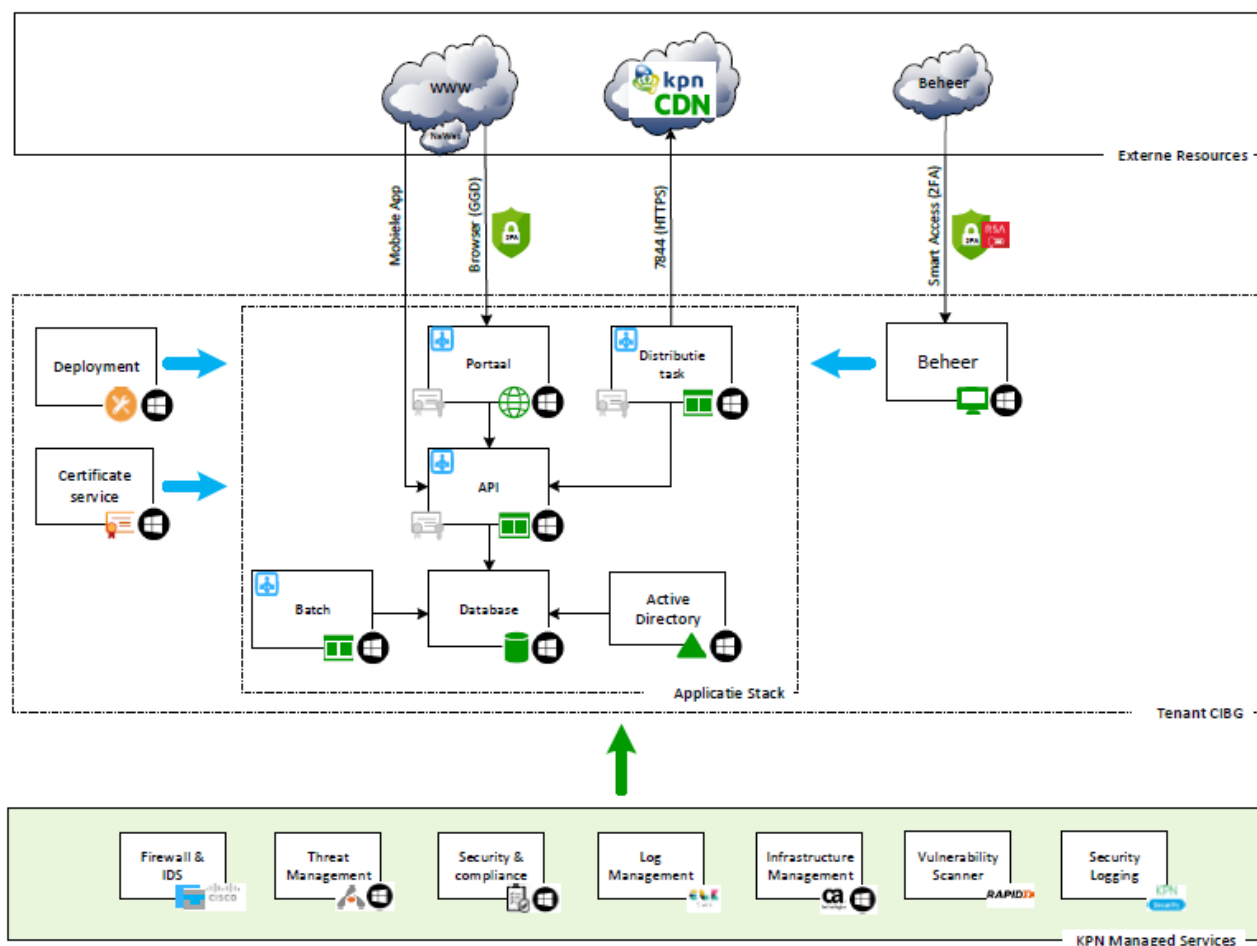 WWW
kpn
CDN
Beheer
Externe Resources
Mobiele App
Browser (GGD)
2FA
7844 (HTTPS)
Smart Access (2FA)
2FA
RSA
Deployment
Portaal
Distributie
task
Beheer
Certificate
service
API
Batch
Database
Active
Directory
Applicatie Stack
Tenant CIBG
Firewall &
IDS
CISCO
Threat
Management
Security &
compliance
Log
Management
Infrastructure
Management
ca
technologies
Vulnerability
Scanner
RAPID7
Security
Logging
KPN
Security
KPN Managed Services